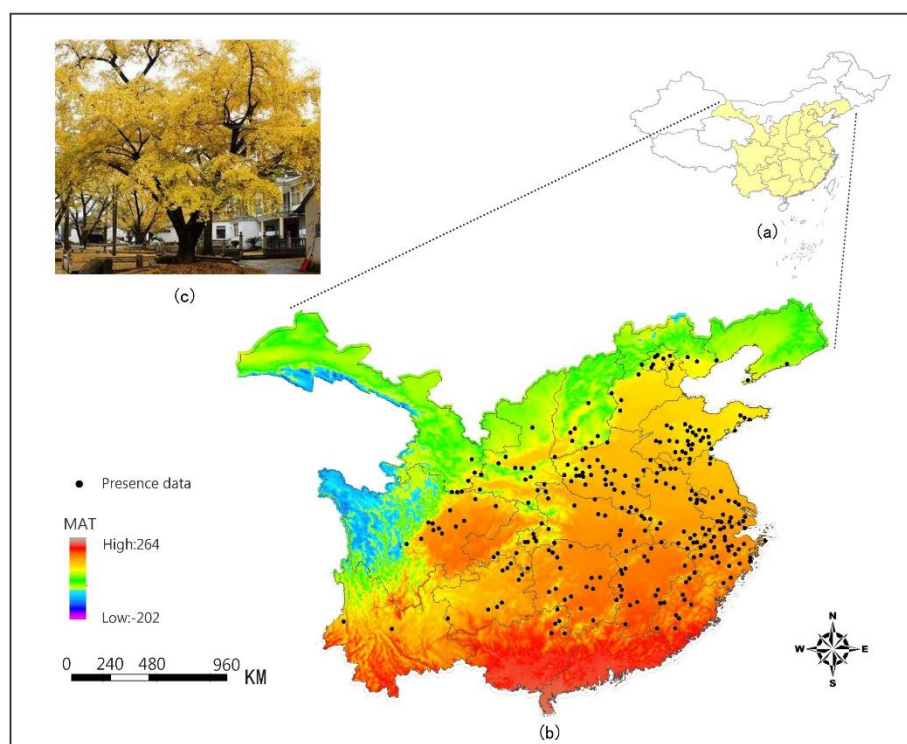 (a)
(c)
Presence data
MAT
High:264
Low:-202
0 240 480 960 KM
N
W E
S
(b)